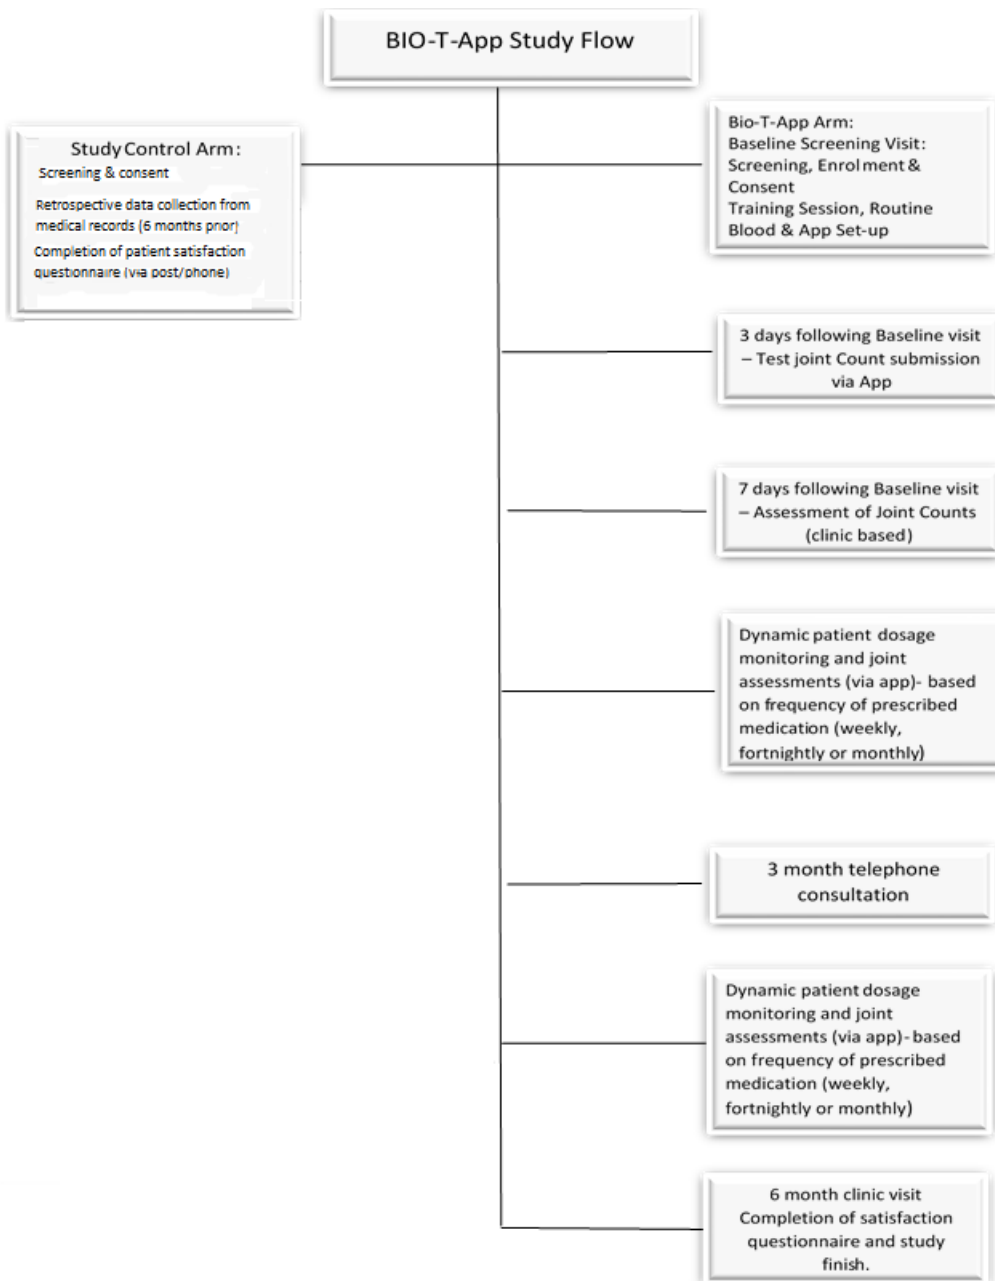 BIO-T-App Study Flow
Study Control Arm:
Screening & consent
Retrospective data collection from
medical records (6 months prior)
Completion of patient satisfaction
questionnaire (via post/phone)
Bio-T-App Arm:
Baseline Screening Visit:
Screening, Enrolment &
Consent
Training Session, Routine
Blood & App Set-up
3 days following Baseline visit
– Test joint Count submission
via App
7 days following Baseline visit
– Assessment of Joint Counts
(clinic based)
Dynamic patient dosage
monitoring and joint
assessments (via app)- based
on frequency of prescribed
medication (weekly,
fortnightly or monthly)
3 month telephone
consultation
Dynamic patient dosage
monitoring and joint
assessments (via app)- based
on frequency of prescribed
medication (weekly,
fortnightly or monthly)
6 month clinic visit
Completion of satisfaction
questionnaire and study
finish.